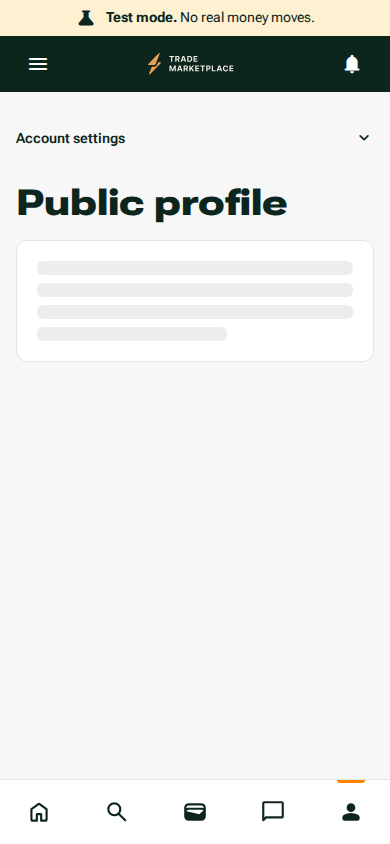 Test mode. No real money moves.
TRADE
MARKETPLACE
Account settings
Public profile